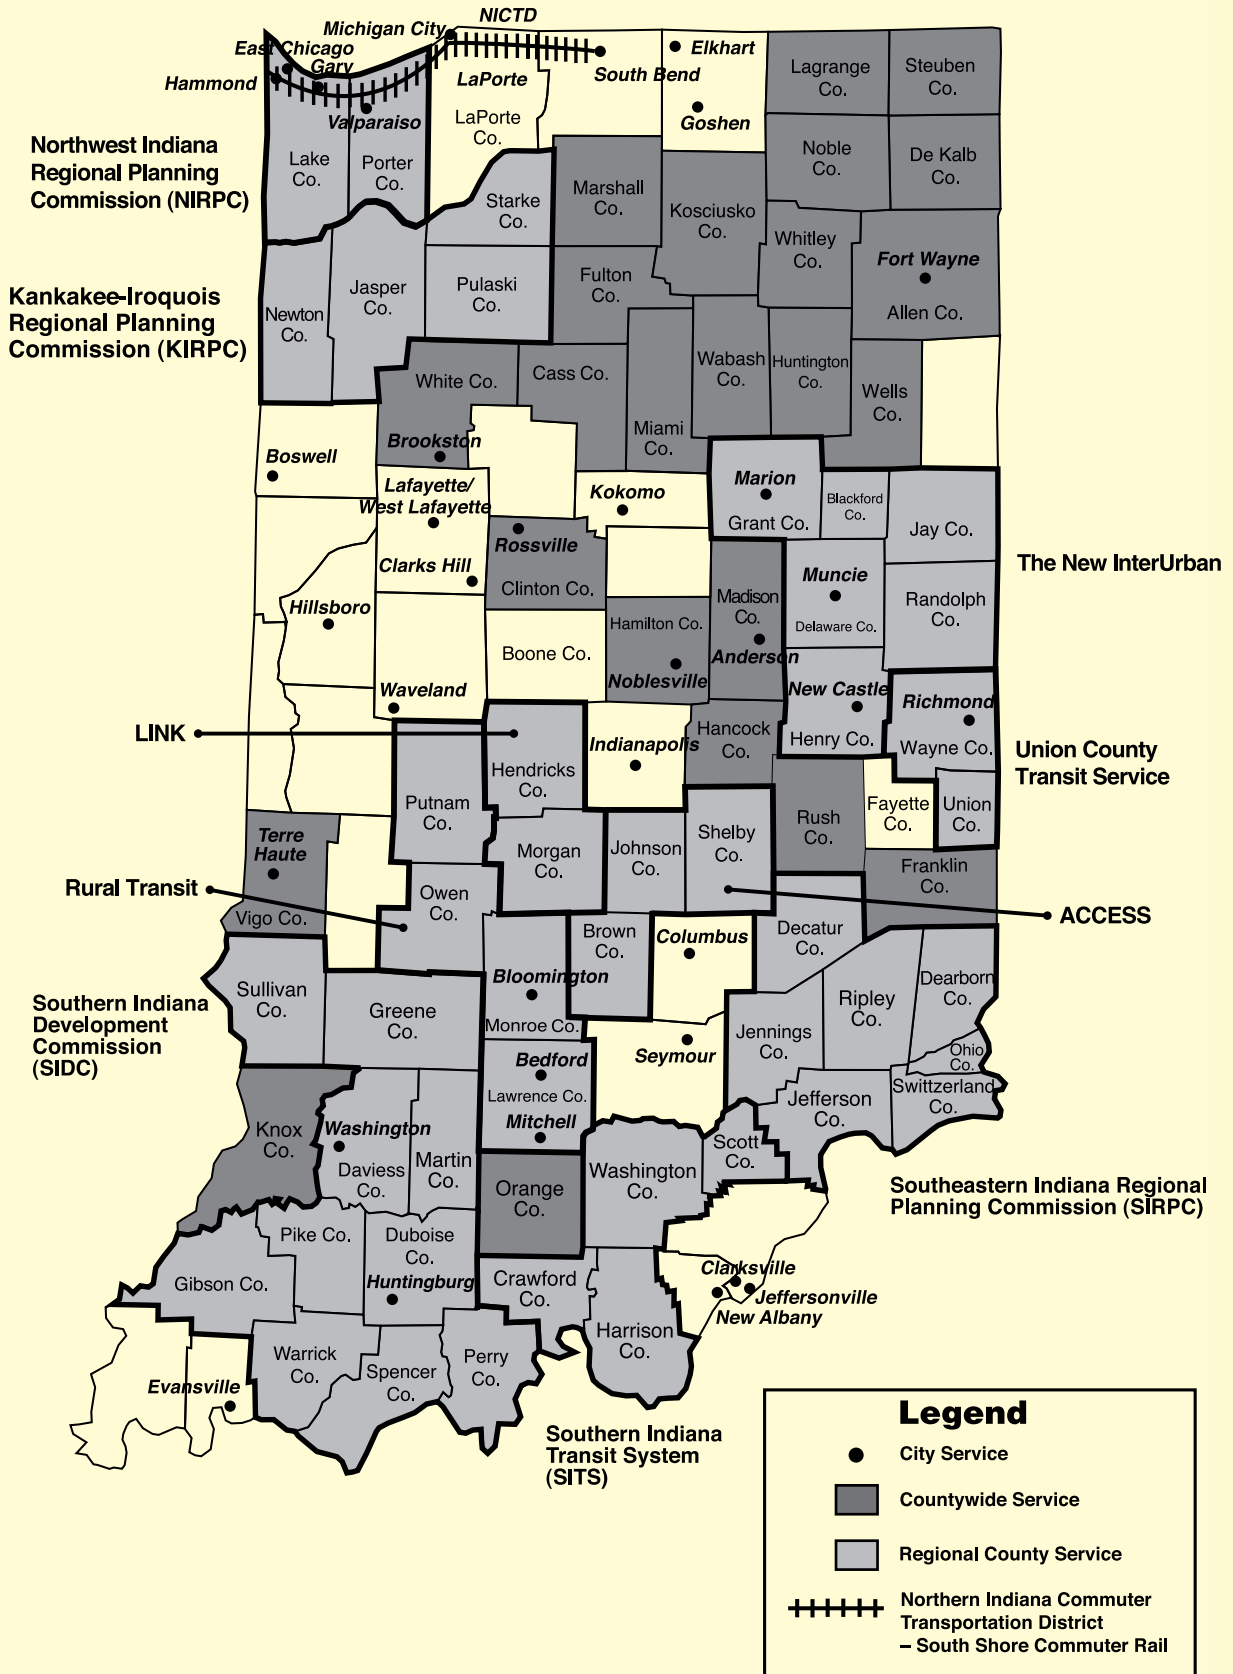 NICTD
Michigan City
East Chicago
Gary
Hammond
Valparaiso
LaPorte
South Bend
Elkhart
Goshen
LaPorte
Co.
Lagrange
Co.
Steuben
Co.
Northwest Indiana
Regional Planning
Commission (NIRPC)
Lake
Co.
Porter
Co.
Starke
Co.
Marshall
Co.
Kosciusko
Co.
Noble
Co.
De Kalb
Co.
Whitley
Co.
Fort Wayne
Allen Co.
Kankakee-Iroquois
Regional Planning
Commission (KIRPC)
Newton
Co.
Jasper
Co.
Pulaski
Co.
Fulton
Co.
White Co.
Cass Co.
Wabash
Co.
Huntington
Co.
Wells
Co.
Miami
Co.
Brookston
Boswell
Lafayette/
West Lafayette
Kokomo
Marion
Grant Co.
Blackford
Co.
Jay Co.
Rossville
Clinton Co.
Clarks Hill
The New InterUrban
Muncie
Delaware Co.
Randolph
Co.
Madison
Co.
Anderson
Hamilton Co.
Noblesville
Hillsboro
Boone Co.
Waveland
New Castle
Henry Co.
Richmond
Wayne Co.
LINK
Hendricks
Co.
Indianapolis
Hancock
Co.
Union County
Transit Service
Putnam
Co.
Rush
Co.
Fayette
Co.
Union
Co.
Terre
Haute
Vigo Co.
Morgan
Co.
Johnson
Co.
Shelby
Co.
Franklin
Co.
Rural Transit
Owen
Co.
ACCESS
Brown
Co.
Columbus
Decatur
Co.
Southern Indiana
Development
Commission
(SIDC)
Sullivan
Co.
Greene
Co.
Bloomington
Monroe Co.
Dearborn
Co.
Ripley
Co.
Jennings
Co.
Seymour
Ohio
Co.
Bedford
Lawrence Co.
Mitchell
Switzerland
Co.
Jefferson
Co.
Knox
Co.
Washington
Daviess
Co.
Martin
Co.
Orange
Co.
Washington
Co.
Scott
Co.
Southeastern Indiana Regional
Planning Commission (SIRPC)
Pike Co.
Duboise
Co.
Huntingburg
Gibson Co.
Crawford
Co.
Harrison
Co.
Clarksville
Jeffersonville
New Albany
Warrick
Co.
Spencer
Co.
Perry
Co.
Evansville
Southern Indiana
Transit System
(SITS)
Legend
City Service
Countywide Service
Regional County Service
Northern Indiana Commuter
Transportation District
– South Shore Commuter Rail